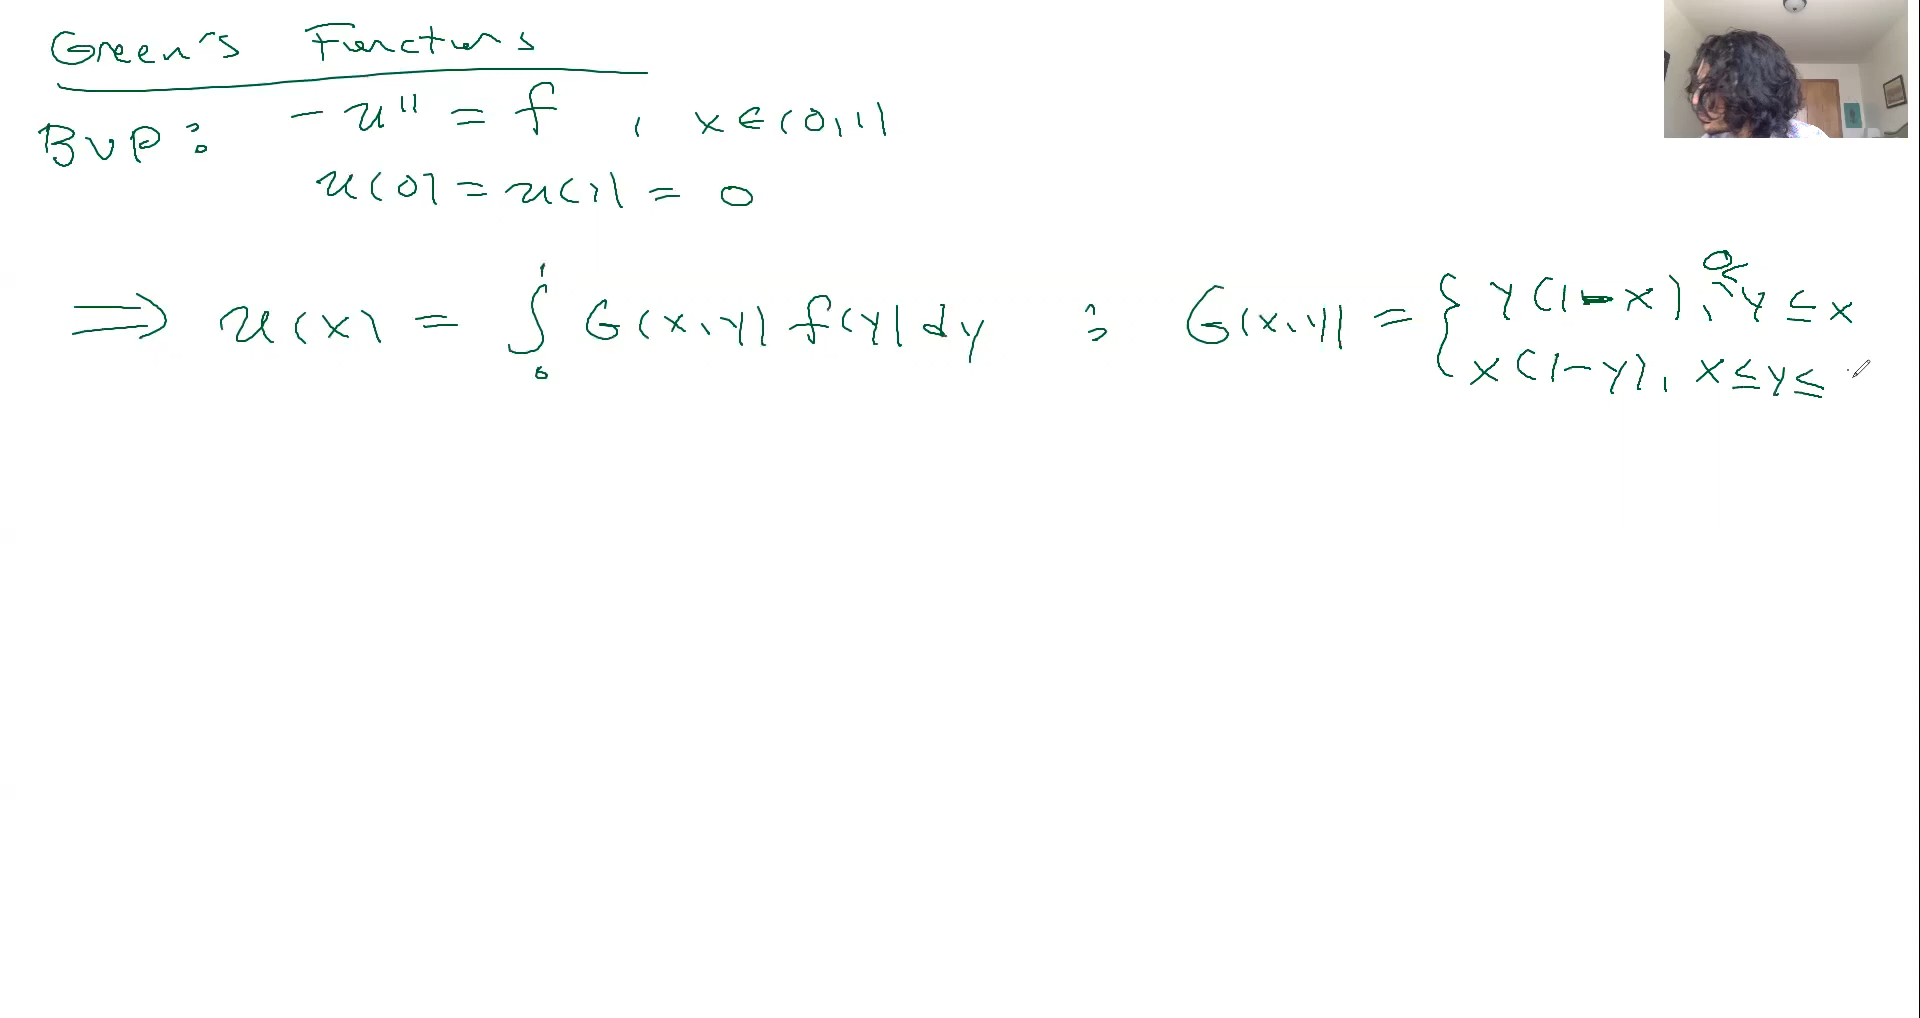 Green's Functions
BVP: -u'' = f , x ∈ (0,1)
u(0) = u(1) = 0
⟹ u(x) = ∫₀¹ G(x,y) f(y) dy : G(x,y) = { y(1-x), 0≤y≤x
x(1-y), x≤y≤